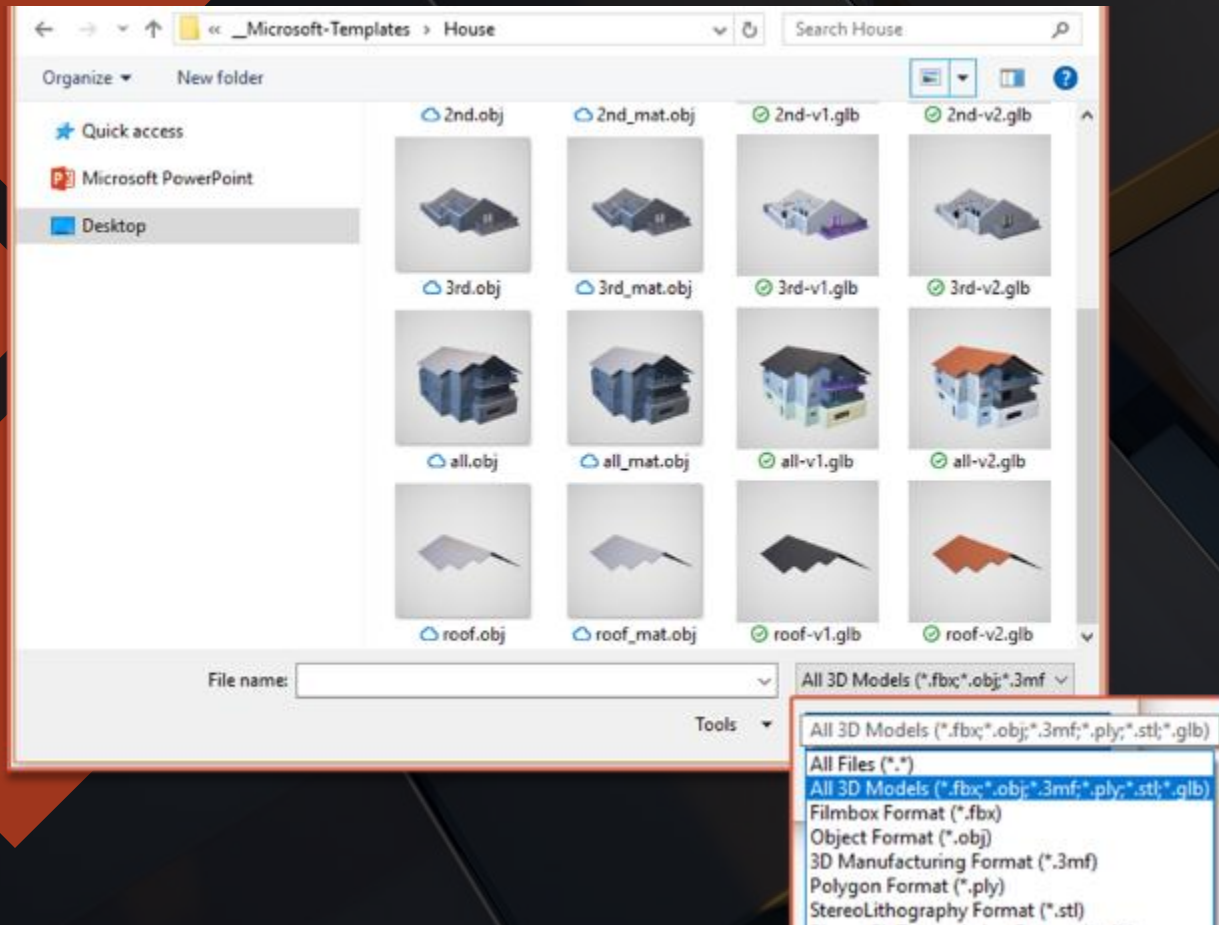 « __Microsoft-Templates › House
Search House
Organize
New folder
Quick access
Microsoft PowerPoint
Desktop
2nd.obj 2nd_mat.obj 2nd-v1.glb 2nd-v2.glb
3rd.obj 3rd_mat.obj 3rd-v1.glb 3rd-v2.glb
all.obj all_mat.obj all-v1.glb all-v2.glb
roof.obj roof_mat.obj roof-v1.glb roof-v2.glb
File name:
All 3D Models (*.fbx;*.obj;*.3mf
Tools
All 3D Models (*.fbx;*.obj;*.3mf;*.ply;*.stl;*.glb)
All Files (*.*)
All 3D Models (*.fbx;*.obj;*.3mf;*.ply;*.stl;*.glb)
Filmbox Format (*.fbx)
Object Format (*.obj)
3D Manufacturing Format (*.3mf)
Polygon Format (*.ply)
StereoLithography Format (*.stl)